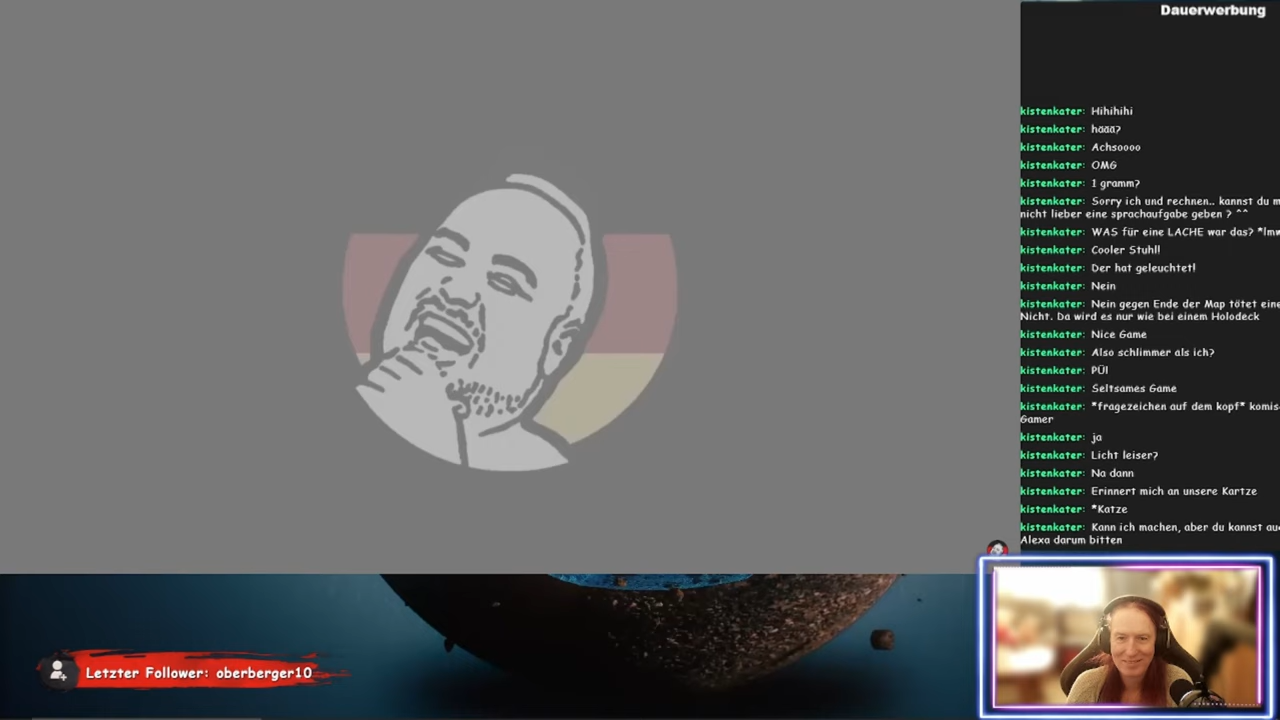 Dauerwerbung
kistenkater: Hihihihi
kistenkater: häää?
kistenkater: Achsoooo
kistenkater: OMG
kistenkater: 1 gramm?
kistenkater: Sorry ich und rechnen.. kannst du
nicht lieber eine sprachaufgabe geben ? ^^
kistenkater: WAS für eine LACHE war das?
kistenkater: Cooler Stuhl!
kistenkater: Der hat geleuchtet!
kistenkater: Nein
kistenkater: Nein gegen Ende der Map tötet
Nicht. Da wird es nur wie bei einem Holodeck
kistenkater: Nice Game
kistenkater: Also schlimmer als ich?
kistenkater: PÜ!
kistenkater: Seltsames Game
kistenkater: *fragezeichen auf dem kopf*
Gamer
kistenkater: ja
kistenkater: Licht leiser?
kistenkater: Na dann
kistenkater: Erinnert mich an unsere Kartze
kistenkater: *Katze
kistenkater: Kann ich machen, aber du kannst
Alexa darum bitten
Letzter Follower: oberberger10